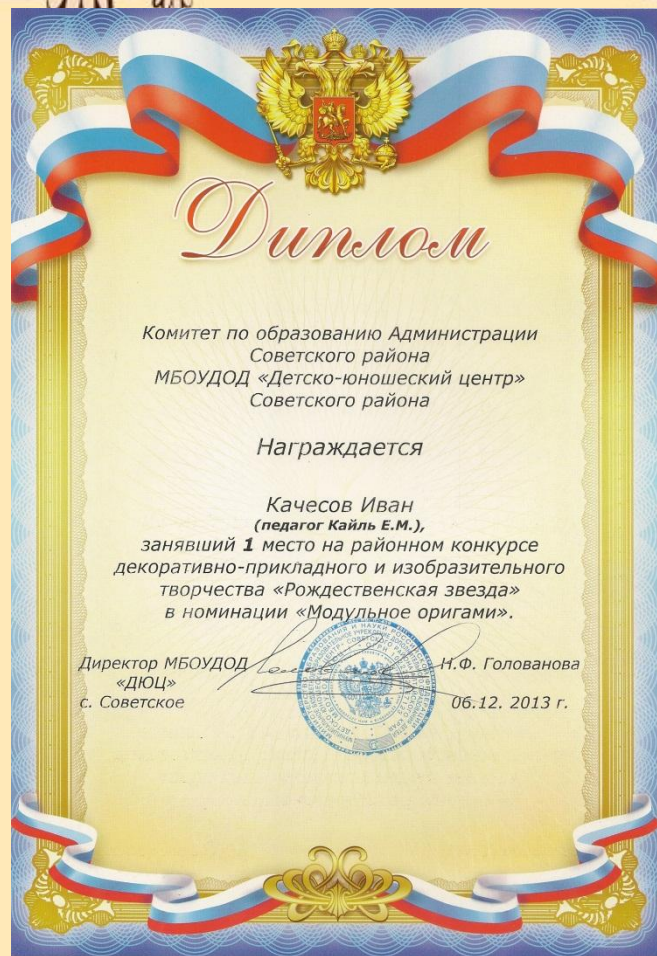 Диплом
Комитет по образованию Администрации
Советского района
МБОУДОД «Детско-юношеский центр»
Советского района
Награждается
Качесов Иван
(педагог Кайль Е.М.),
занявший 1 место на районном конкурсе
декоративно-прикладного и изобразительного
творчества «Рождественская звезда»
в номинации «Модульное оригами».
Директор МБОУДОД Н.Ф. Голованова
«ДЮЦ»
с. Советское 06.12. 2013 г.